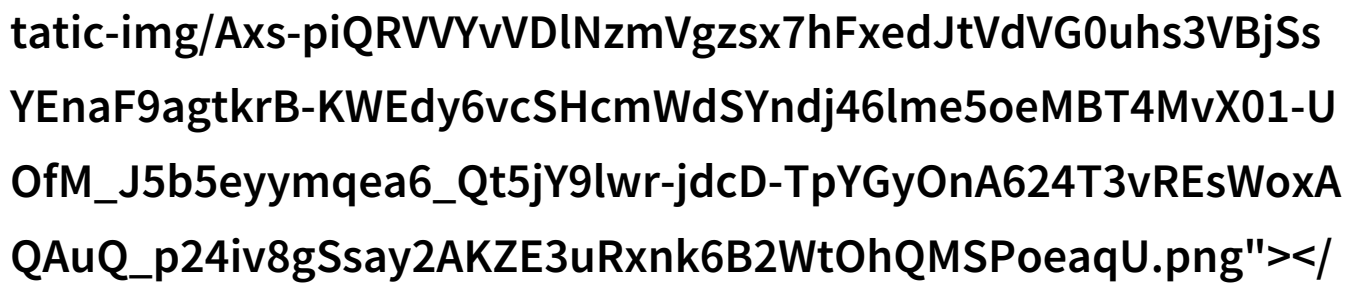 tatic-img/Axs-piQRVVYvVDlNzmVgzsx7hFxedJtVdVG0uhs3VBjSs
YEnaF9agtkrB-KWEdy6vcSHcmWdSYndj46lme5oeMBT4MvX01-U
OfM_J5b5eyymqea6_Qt5jY9lwr-jdcD-TpYGyOnA624T3vREsWoxA
QAuQ_p24iv8gSsay2AKZE3uRxnk6B2WtOhQMSPoeaqU.png"></